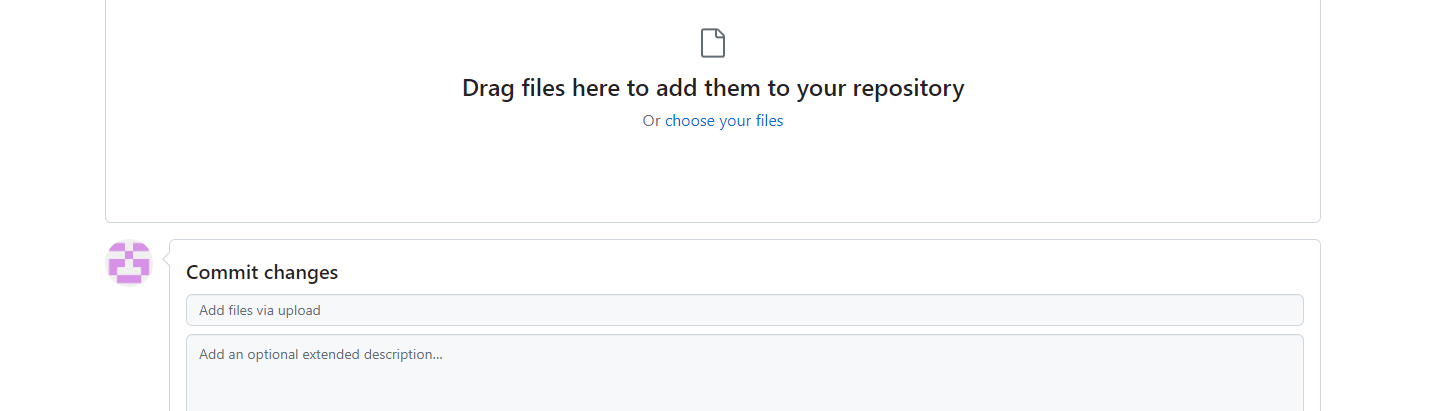 Drag files here to add them to your repository
Or choose your files
Commit changes
Add files via upload
Add an optional extended description...